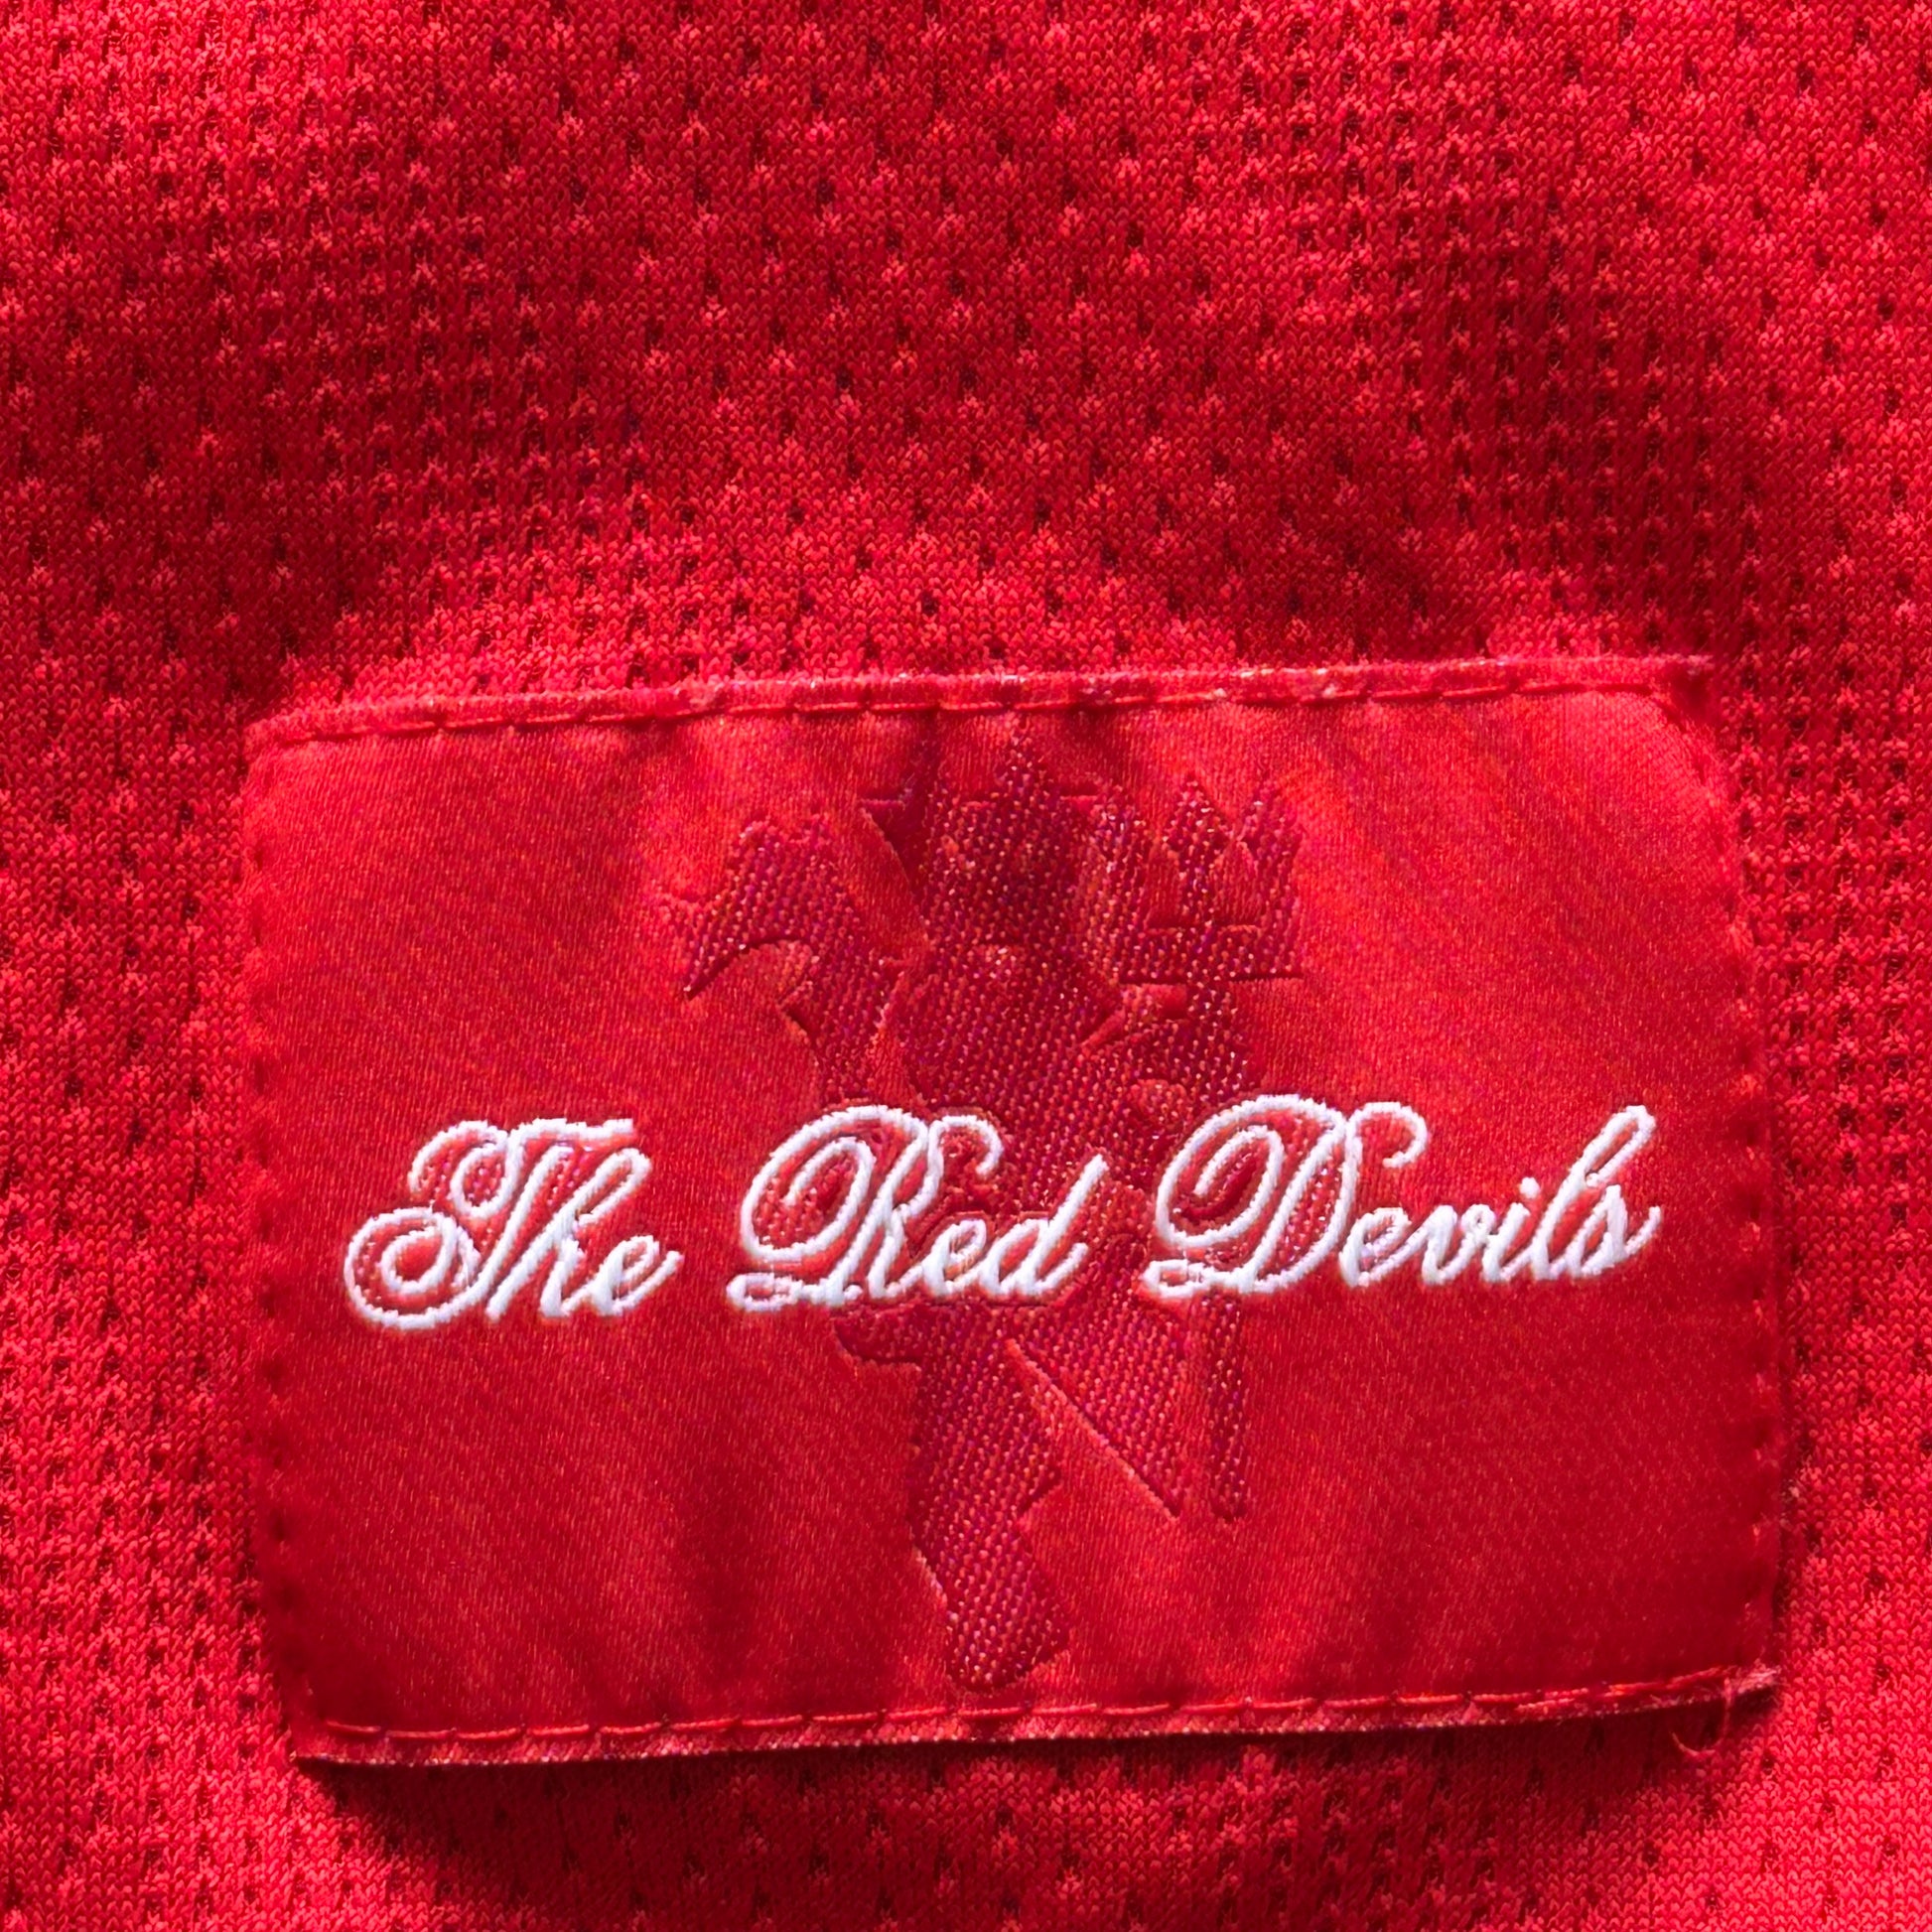 The Red Devils